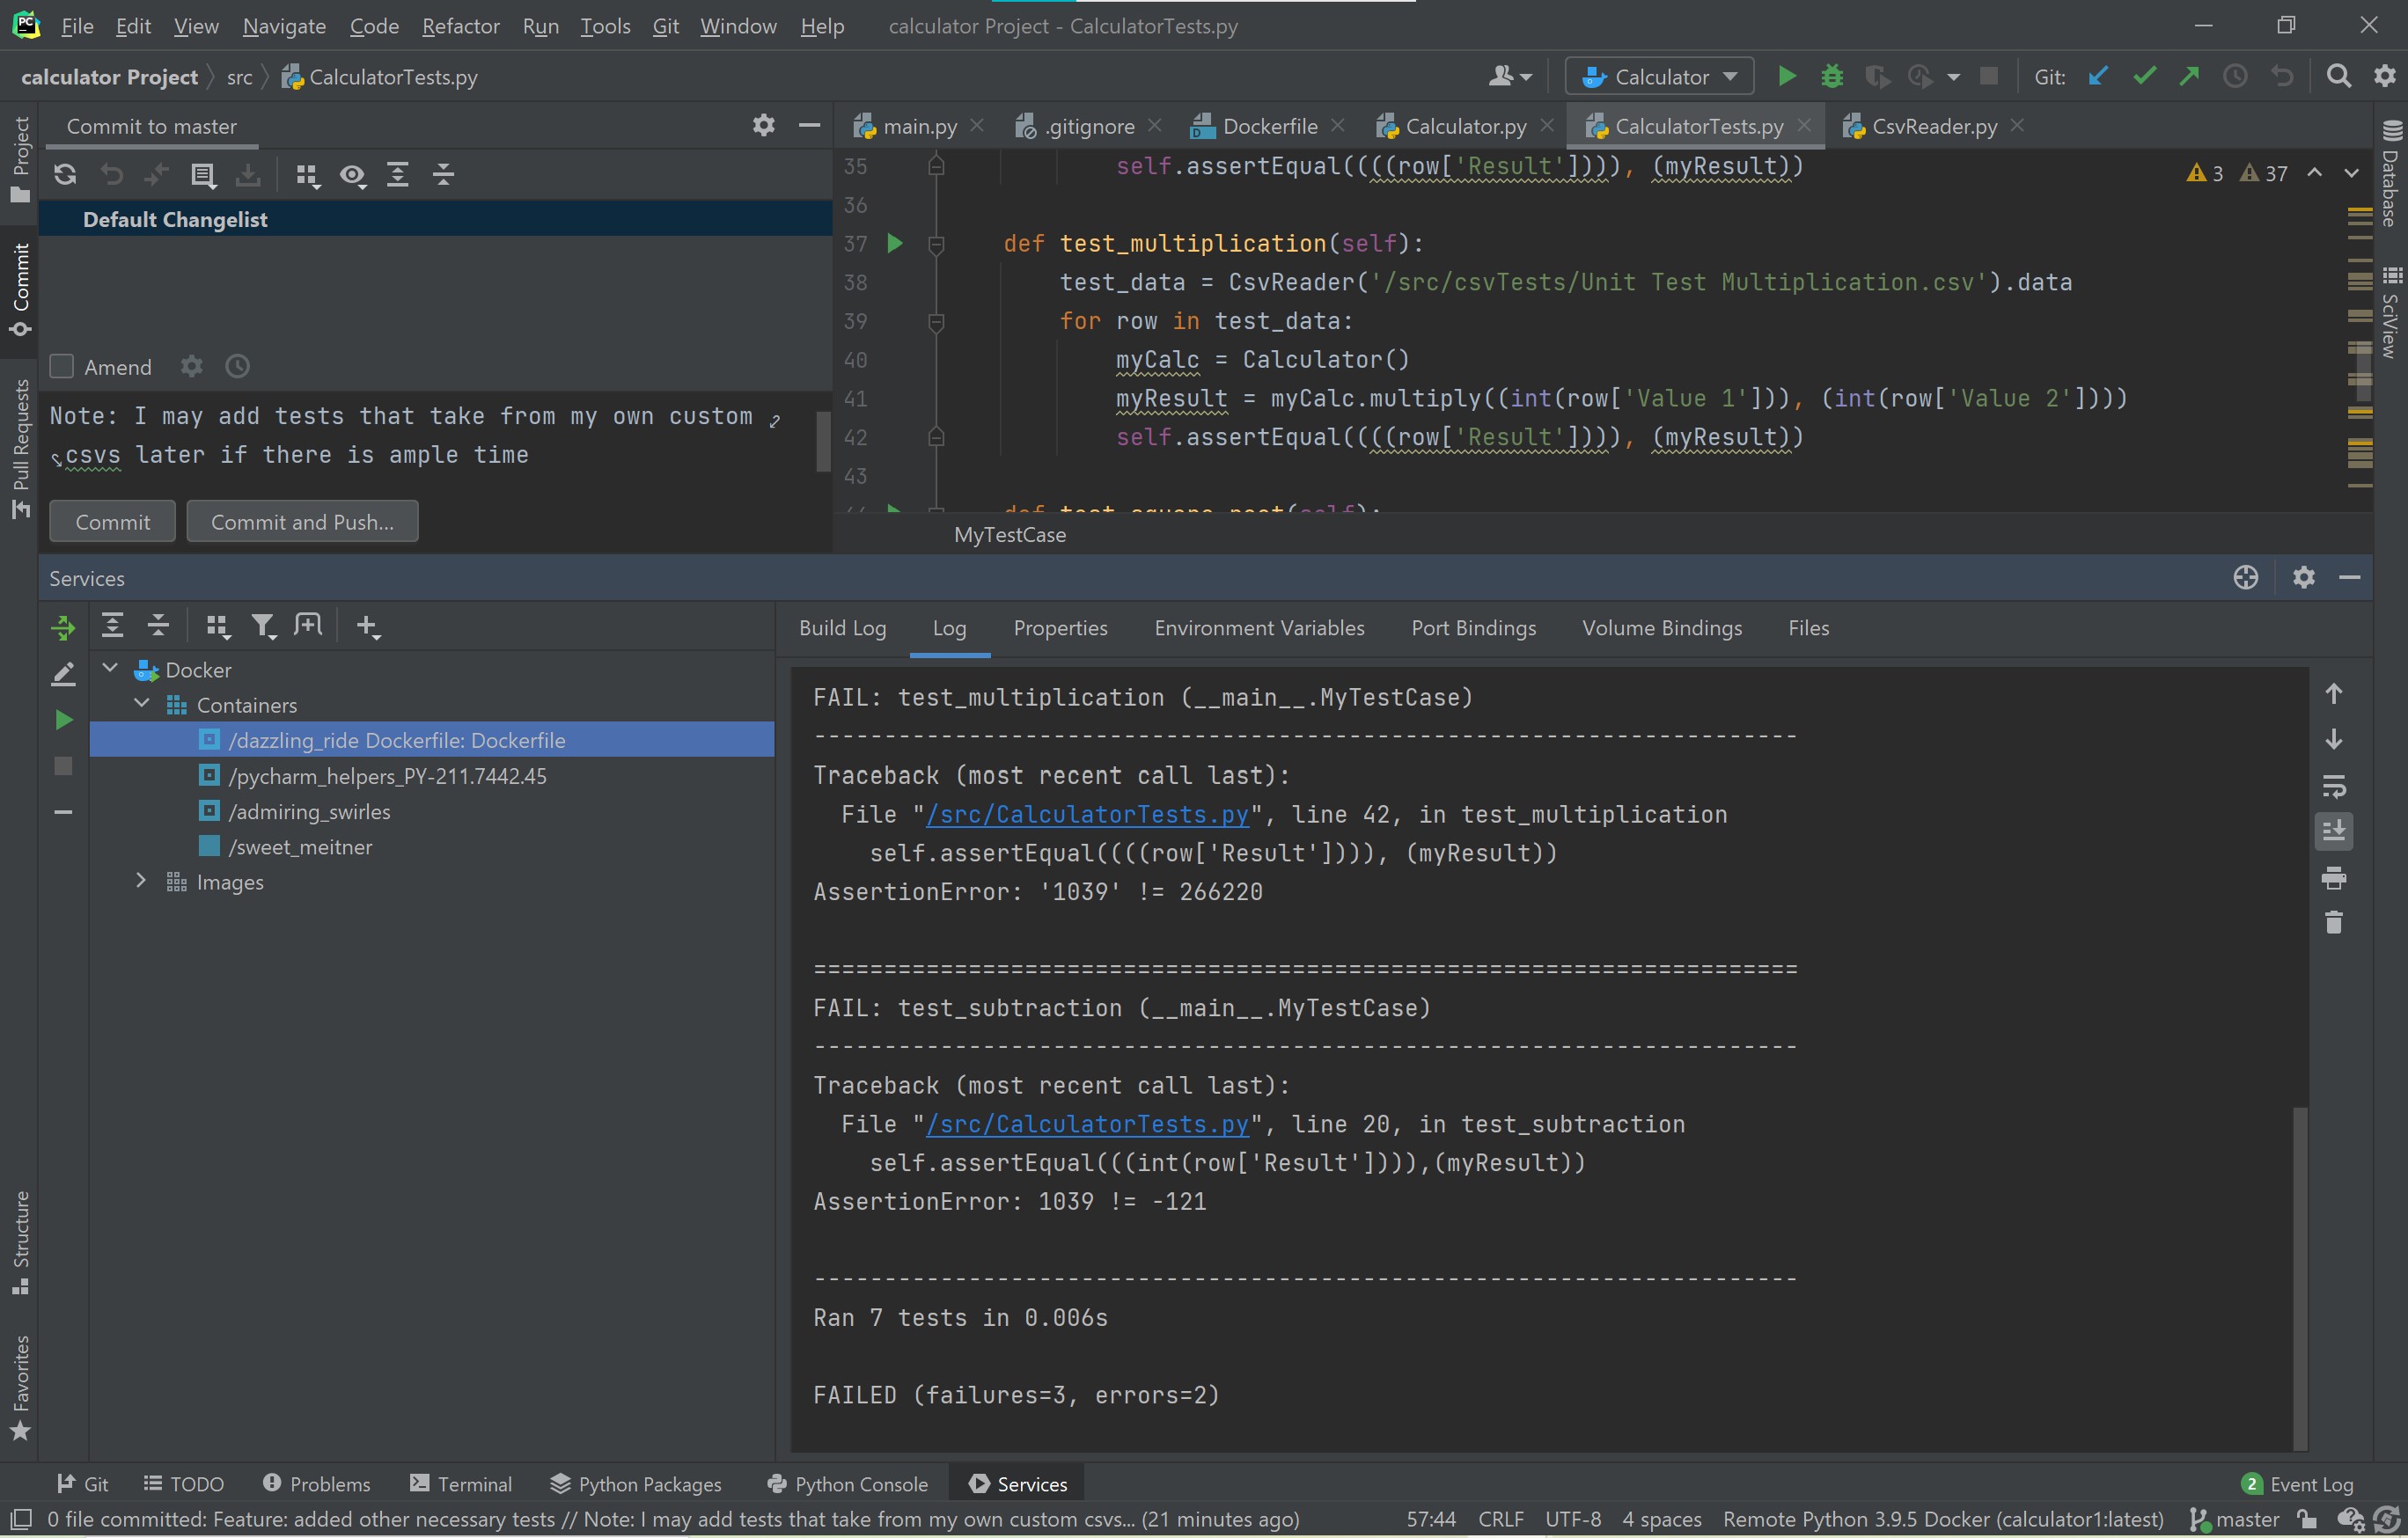 PC File Edit View Navigate Code Refactor Run Tools Git Window Help calculator Project - CalculatorTests.py
calculator Project src CalculatorTests.py Calculator Git:
Project
Commit
Pull Requests
Structure
Favorites
Commit to master
Default Changelist
Amend
Note: I may add tests that take from my own custom
csvs later if there is ample time
Commit Commit and Push...
main.py .gitignore Dockerfile Calculator.py CalculatorTests.py CsvReader.py
3 37
35 self.assertEqual((((row['Result']))), (myResult))
36
37 def test_multiplication(self):
38 test_data = CsvReader('/src/csvTests/Unit Test Multiplication.csv').data
39 for row in test_data:
40 myCalc = Calculator()
41 myResult = myCalc.multiply((int(row['Value 1'])), (int(row['Value 2'])))
42 self.assertEqual((((row['Result']))), (myResult))
43
44 def test_square_root(self):
MyTestCase
Database
SciView
Services
Docker
Containers
/dazzling_ride Dockerfile: Dockerfile
/pycharm_helpers_PY-211.7442.45
/admiring_swirles
/sweet_meitner
Images
Build Log Log Properties Environment Variables Port Bindings Volume Bindings Files
FAIL: test_multiplication (__main__.MyTestCase)
----------------------------------------------------------------------
Traceback (most recent call last):
File "/src/CalculatorTests.py", line 42, in test_multiplication
self.assertEqual((((row['Result']))), (myResult))
AssertionError: '1039' != 266220
======================================================================
FAIL: test_subtraction (__main__.MyTestCase)
----------------------------------------------------------------------
Traceback (most recent call last):
File "/src/CalculatorTests.py", line 20, in test_subtraction
self.assertEqual(((int(row['Result']))),(myResult))
AssertionError: 1039 != -121
----------------------------------------------------------------------
Ran 7 tests in 0.006s
FAILED (failures=3, errors=2)
Git TODO Problems Terminal Python Packages Python Console Services 2 Event Log
0 file committed: Feature: added other necessary tests // Note: I may add tests that take from my own custom csvs... (21 minutes ago) 57:44 CRLF UTF-8 4 spaces Remote Python 3.9.5 Docker (calculator1:latest) master